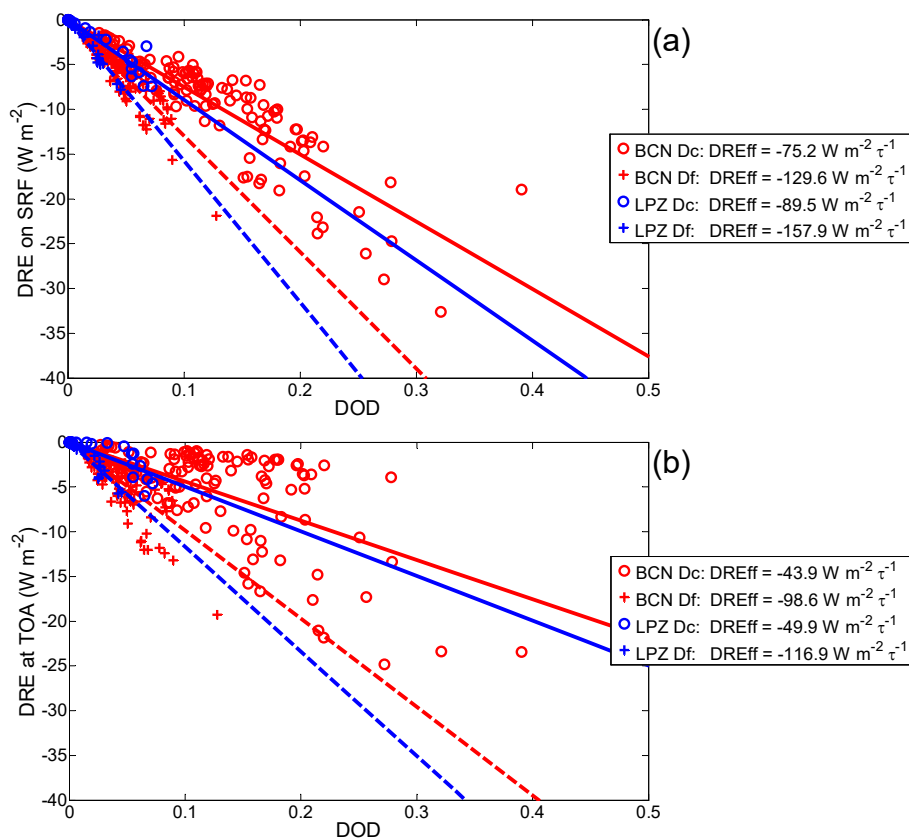 (a)
0
-5
-10
-15
-20
-25
-30
-35
-40
DRE on SRF (W m⁻²)
0 0.1 0.2 0.3 0.4 0.5
DOD
BCN Dc: DREff = -75.2 W m⁻² τ⁻¹
BCN Df: DREff = -129.6 W m⁻² τ⁻¹
LPZ Dc: DREff = -89.5 W m⁻² τ⁻¹
LPZ Df: DREff = -157.9 W m⁻² τ⁻¹
(b)
0
-5
-10
-15
-20
-25
-30
-35
-40
DRE at TOA (W m⁻²)
0 0.1 0.2 0.3 0.4 0.5
DOD
BCN Dc: DREff = -43.9 W m⁻² τ⁻¹
BCN Df: DREff = -98.6 W m⁻² τ⁻¹
LPZ Dc: DREff = -49.9 W m⁻² τ⁻¹
LPZ Df: DREff = -116.9 W m⁻² τ⁻¹